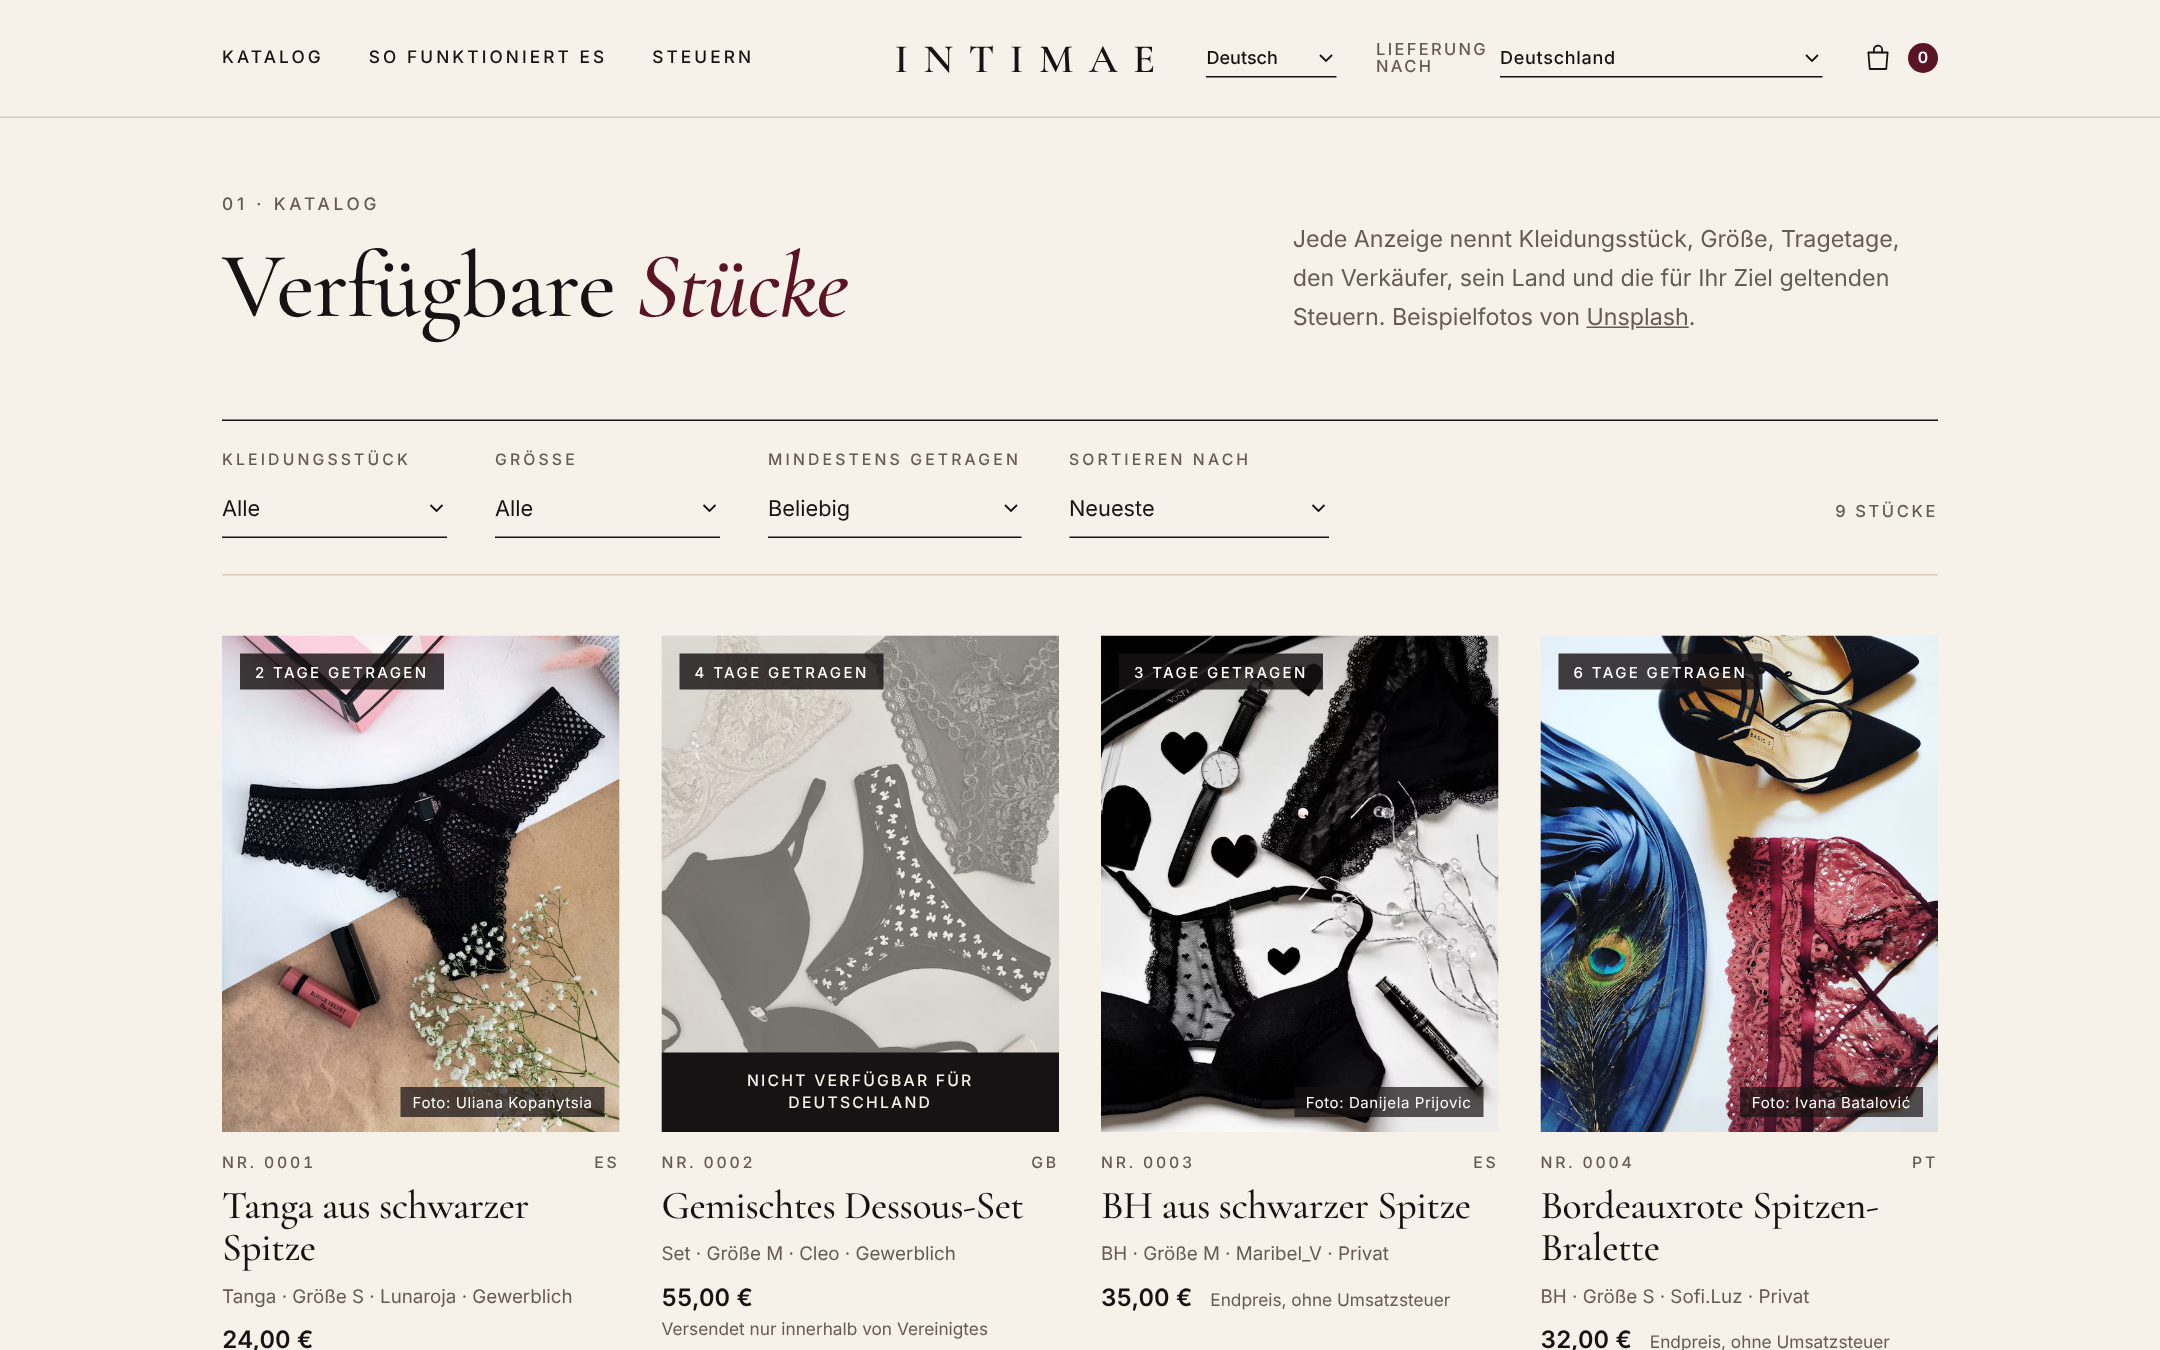 KATALOG
SO FUNKTIONIERT ES
STEUERN
INTIMAE
Deutsch
LIEFERUNG
NACH
Deutschland
0
01 · KATALOG
Verfügbare Stücke
Jede Anzeige nennt Kleidungsstück, Größe, Tragetage,
den Verkäufer, sein Land und die für Ihr Ziel geltenden
Steuern. Beispielfotos von Unsplash.
KLEIDUNGSSTÜCK
Alle
GRÖSSE
Alle
MINDESTENS GETRAGEN
Beliebig
SORTIEREN NACH
Neueste
9 STÜCKE
2 TAGE GETRAGEN
Foto: Uliana Kopanytsia
NR. 0001 ES
Tanga aus schwarzer
Spitze
Tanga · Größe S · Lunaroja · Gewerblich
24,00 €
4 TAGE GETRAGEN
NICHT VERFÜGBAR FÜR
DEUTSCHLAND
NR. 0002 GB
Gemischtes Dessous-Set
Set · Größe M · Cleo · Gewerblich
55,00 €
Versendet nur innerhalb von Vereinigtes
3 TAGE GETRAGEN
Foto: Danijela Prijovic
NR. 0003 ES
BH aus schwarzer Spitze
BH · Größe M · Maribel_V · Privat
35,00 € Endpreis, ohne Umsatzsteuer
6 TAGE GETRAGEN
Foto: Ivana Batalović
NR. 0004 PT
Bordeauxrote Spitzen-
Bralette
BH · Größe S · Sofi.Luz · Privat
32,00 € Endpreis, ohne Umsatzsteuer